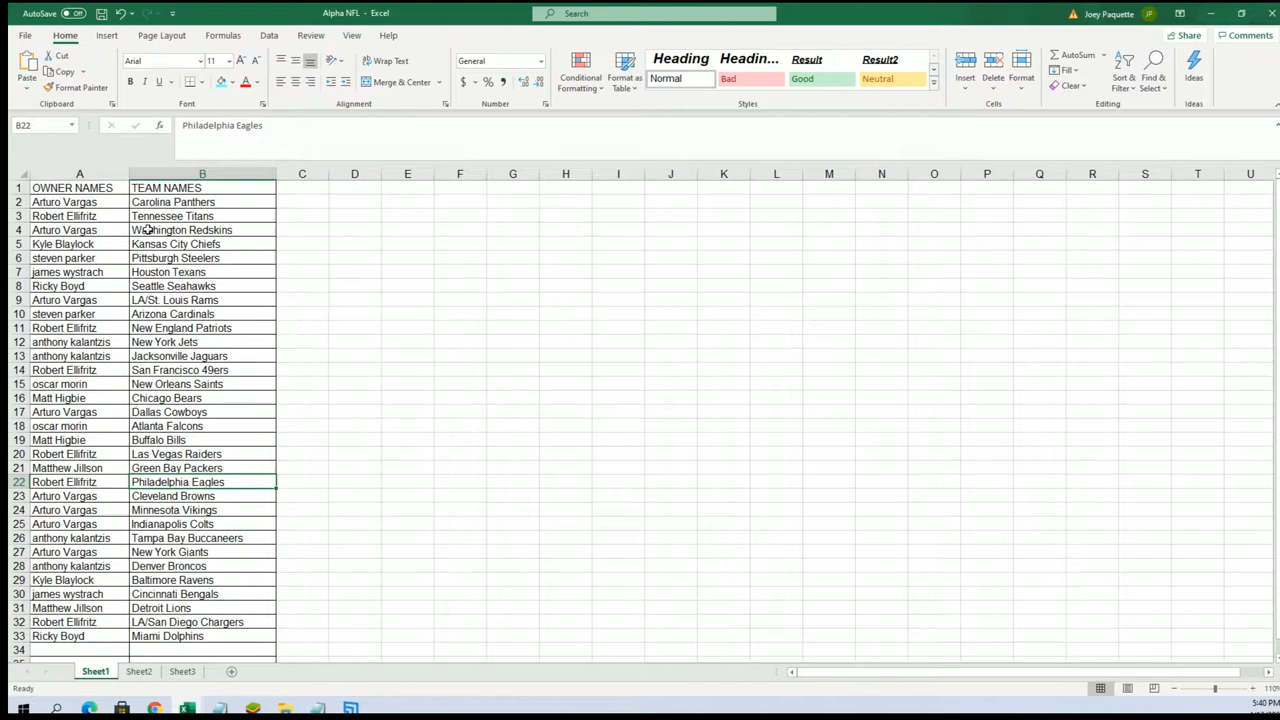 AutoSave Off Alpha NFL - Excel Search Joey Paquette JP
File Home Insert Page Layout Formulas Data Review View Help Share Comments
Paste Cut Copy Format Painter Clipboard
Arial 11 A A B I U A Font
Wrap Text Merge & Center Alignment
General $ % , Number
Conditional Formatting Format as Table
Heading Headin... Result Result2
Normal Bad Good Neutral
Styles
Insert Delete Format Cells
AutoSum Fill Clear Sort & Filter Find & Select Editing
Ideas Ideas
B22 fx Philadelphia Eagles
A B C D E F G H I J K L M N O P Q R S T U
1 OWNER NAMES TEAM NAMES
2 Arturo Vargas Carolina Panthers
3 Robert Ellifritz Tennessee Titans
4 Arturo Vargas Washington Redskins
5 Kyle Blaylock Kansas City Chiefs
6 steven parker Pittsburgh Steelers
7 james wystrach Houston Texans
8 Ricky Boyd Seattle Seahawks
9 Arturo Vargas LA/St. Louis Rams
10 steven parker Arizona Cardinals
11 Robert Ellifritz New England Patriots
12 anthony kalantzis New York Jets
13 anthony kalantzis Jacksonville Jaguars
14 Robert Ellifritz San Francisco 49ers
15 oscar morin New Orleans Saints
16 Matt Higbie Chicago Bears
17 Arturo Vargas Dallas Cowboys
18 oscar morin Atlanta Falcons
19 Matt Higbie Buffalo Bills
20 Robert Ellifritz Las Vegas Raiders
21 Matthew Jillson Green Bay Packers
22 Robert Ellifritz Philadelphia Eagles
23 Arturo Vargas Cleveland Browns
24 Arturo Vargas Minnesota Vikings
25 Arturo Vargas Indianapolis Colts
26 anthony kalantzis Tampa Bay Buccaneers
27 Arturo Vargas New York Giants
28 anthony kalantzis Denver Broncos
29 Kyle Blaylock Baltimore Ravens
30 james wystrach Cincinnati Bengals
31 Matthew Jillson Detroit Lions
32 Robert Ellifritz LA/San Diego Chargers
33 Ricky Boyd Miami Dolphins
34
Sheet1 Sheet2 Sheet3
Ready 110%
5:40 PM